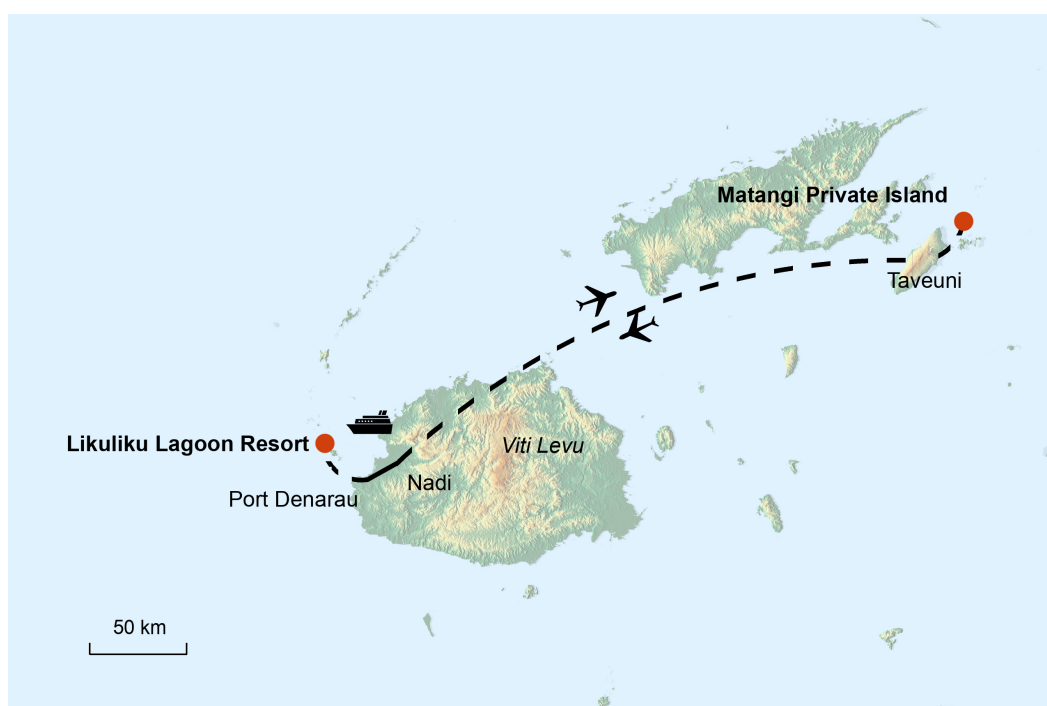 Matangi Private Island
Taveuni
Likuliku Lagoon Resort
Viti Levu
Nadi
Port Denarau
50 km